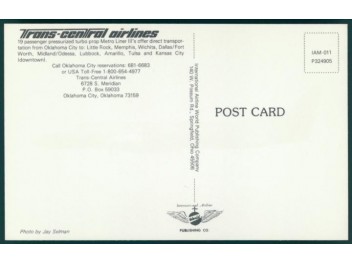 Trans-central airlines
19 passenger pressurized turbo prop Metro Liner II's offer direct transpor-
tation from Oklahoma City to: Little Rock, Memphis, Wichita, Dallas/Fort
Worth, Midland/Odessa, Lubbock, Amarillo, Tulsa and Kansas City
(downtown)
Call Oklahoma City reservations: 681-6663
or USA Toll-Free 1-800-654-4977
Trans-Central Airlines
6728 S. Meridian
P.O. Box 59033
Oklahoma City, Oklahoma 73159
Photo by Jay Selman
International Airline World Publishing Company
Springfield, Ohio
POST CARD
IAM-011
P324905
PUBLISHING CO.